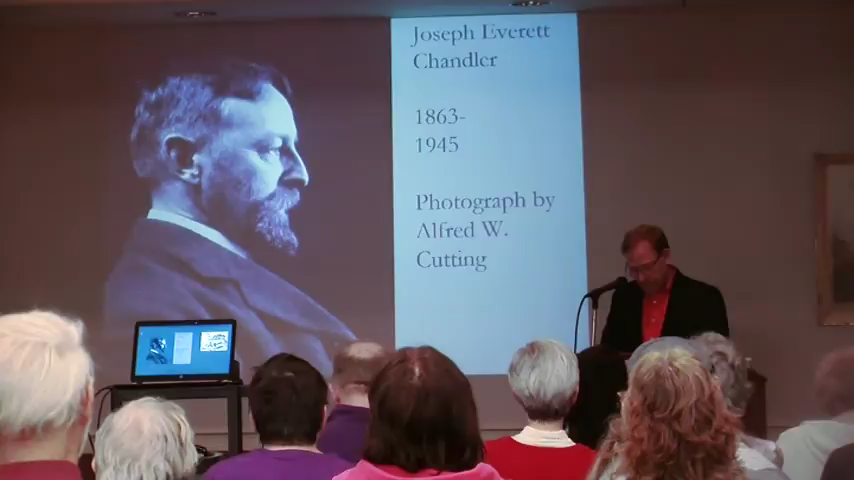 Joseph Everett
Chandler
1863-
1945
Photograph by
Alfred W.
Cutting